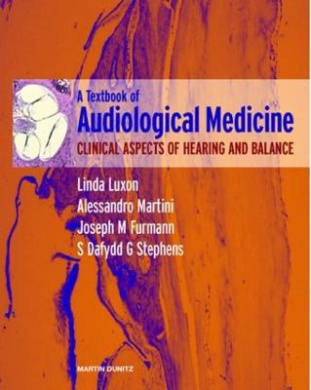 A Textbook of
Audiological Medicine
CLINICAL ASPECTS OF HEARING AND BALANCE
Linda Luxon
Alessandro Martini
Joseph M Furmann
S Dafydd G Stephens
MARTIN DUNITZ